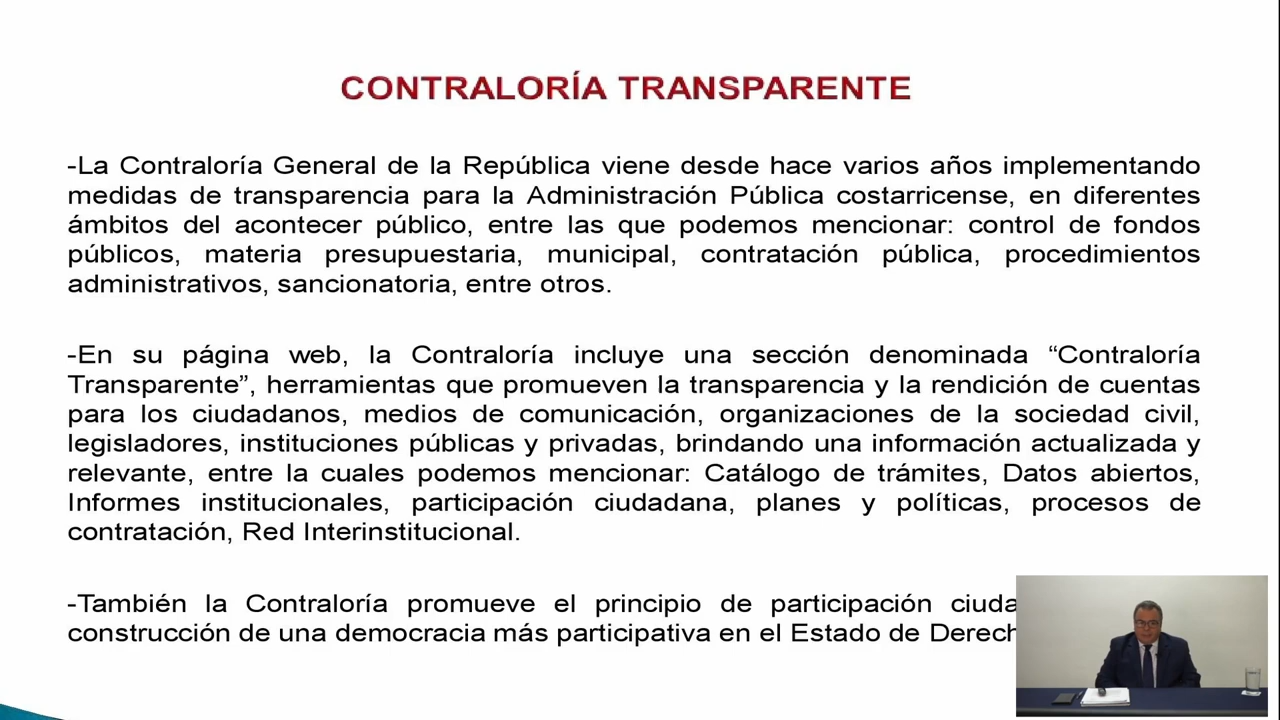 CONTRALORÍA TRANSPARENTE
-La Contraloría General de la República viene desde hace varios años implementando
medidas de transparencia para la Administración Pública costarricense, en diferentes
ámbitos del acontecer público, entre las que podemos mencionar: control de fondos
públicos, materia presupuestaria, municipal, contratación pública, procedimientos
administrativos, sancionatoria, entre otros.
-En su página web, la Contraloría incluye una sección denominada “Contraloría
Transparente”, herramientas que promueven la transparencia y la rendición de cuentas
para los ciudadanos, medios de comunicación, organizaciones de la sociedad civil,
legisladores, instituciones públicas y privadas, brindando una información actualizada y
relevante, entre la cuales podemos mencionar: Catálogo de trámites, Datos abiertos,
Informes institucionales, participación ciudadana, planes y políticas, procesos de
contratación, Red Interinstitucional.
-También la Contraloría promueve el principio de participación
construcción de una democracia más participativa en el Estado de